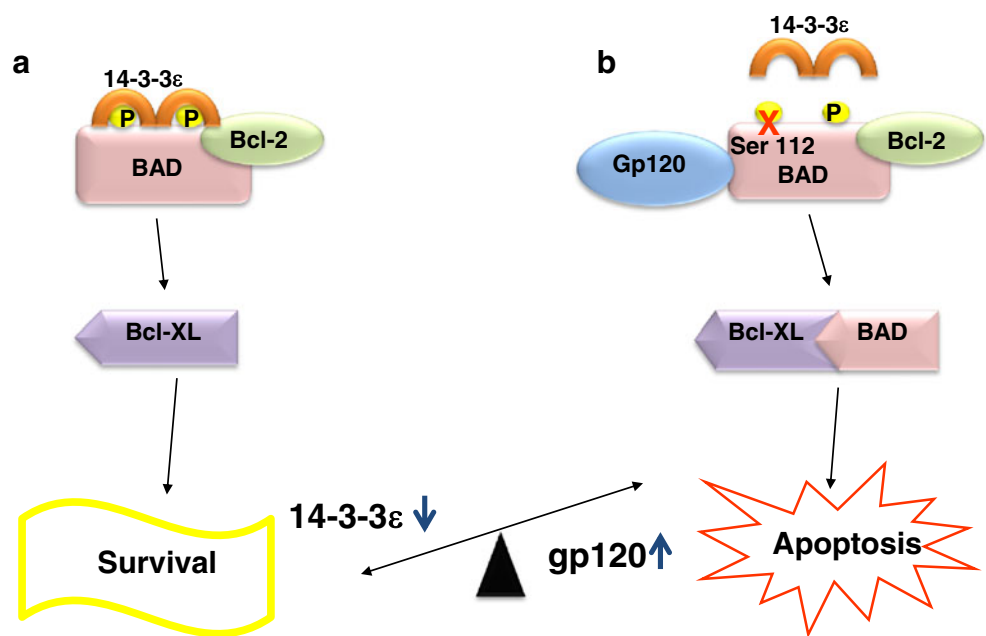 a
14-3-3ε
P
P
Bcl-2
BAD
Bcl-XL
Survival
b
14-3-3ε
X
P
Ser 112
Gp120
BAD
Bcl-2
Bcl-XL
BAD
Apoptosis
14-3-3ε
gp120